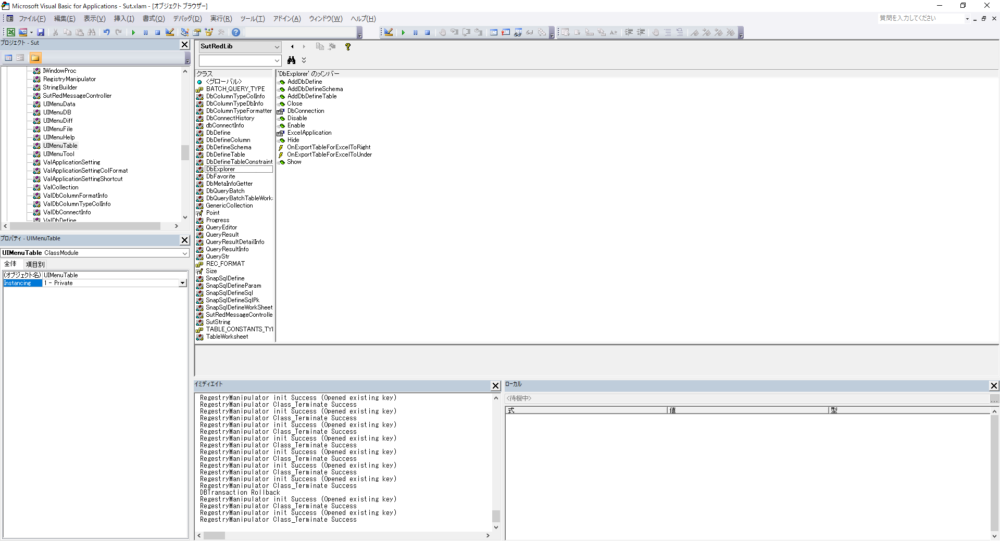 Microsoft Visual Basic for Applications - Sut.xlam - [オブジェクト ブラウザー]
ファイル(F) 編集(E) 表示(V) 挿入(I) 書式(O) デバッグ(D) 実行(R) ツール(T) アドイン(A) ウィンドウ(W) ヘルプ(H)
質問を入力してください
プロジェクト - Sut
IWindowProc
RegistryManipulator
StringBuilder
SutRedMessageController
UIMenuData
UIMenuDB
UIMenuDiff
UIMenuFile
UIMenuHelp
UIMenuTable
UIMenuTool
ValApplicationSetting
ValApplicationSettingColFormat
ValApplicationSettingShortcut
ValCollection
ValDbColumnFormatInfo
ValDbColumnTypeColInfo
ValDbConnectInfo
ValDbDefine
プロパティ - UIMenuTable
UIMenuTable ClassModule
全体 項目別
(オブジェクト名) UIMenuTable
Instancing 1 - Private
SutRedLib
クラス
<グローバル>
BATCH_QUERY_TYPE
DbColumnTypeColInfo
DbColumnTypeDbInfo
DbColumnTypeFormatter
DbConnectHistory
dbConnectInfo
DbDefine
DbDefineColumn
DbDefineSchema
DbDefineTable
DbDefineTableConstraint
DbExplorer
DbFavorite
DbMetaInfoGetter
DbQueryBatch
DbQueryBatchTableWork
GenericCollection
Point
Progress
QueryEditor
QueryResult
QueryResultDetailInfo
QueryResultInfo
QueryStr
REC_FORMAT
Size
SnapSqlDefine
SnapSqlDefineParam
SnapSqlDefineSql
SnapSqlDefineSqlPk
SnapSqlDefineWorkSheet
SutRedMessageControlle
SutString
TABLE_CONSTANTS_TYI
TableWorksheet
'DbExplorer' のメンバー
AddDbDefine
AddDbDefineSchema
AddDbDefineTable
Close
DbConnection
Disable
Enable
ExcelApplication
Hide
OnExportTableForExcelToRight
OnExportTableForExcelToUnder
Show
イミディエイト
RegestryManipulator init Success (Opened existing key)
RegestryManipulator Class_Terminate Success
RegestryManipulator init Success (Opened existing key)
RegestryManipulator Class_Terminate Success
RegestryManipulator init Success (Opened existing key)
RegestryManipulator Class_Terminate Success
RegestryManipulator init Success (Opened existing key)
RegestryManipulator Class_Terminate Success
RegestryManipulator init Success (Opened existing key)
RegestryManipulator Class_Terminate Success
RegestryManipulator init Success (Opened existing key)
RegestryManipulator Class_Terminate Success
RegestryManipulator init Success (Opened existing key)
RegestryManipulator Class_Terminate Success
DBTransaction Rollback
RegestryManipulator init Success (Opened existing key)
RegestryManipulator Class_Terminate Success
RegestryManipulator init Success (Opened existing key)
RegestryManipulator Class_Terminate Success
ローカル
<待機中>
式 値 型